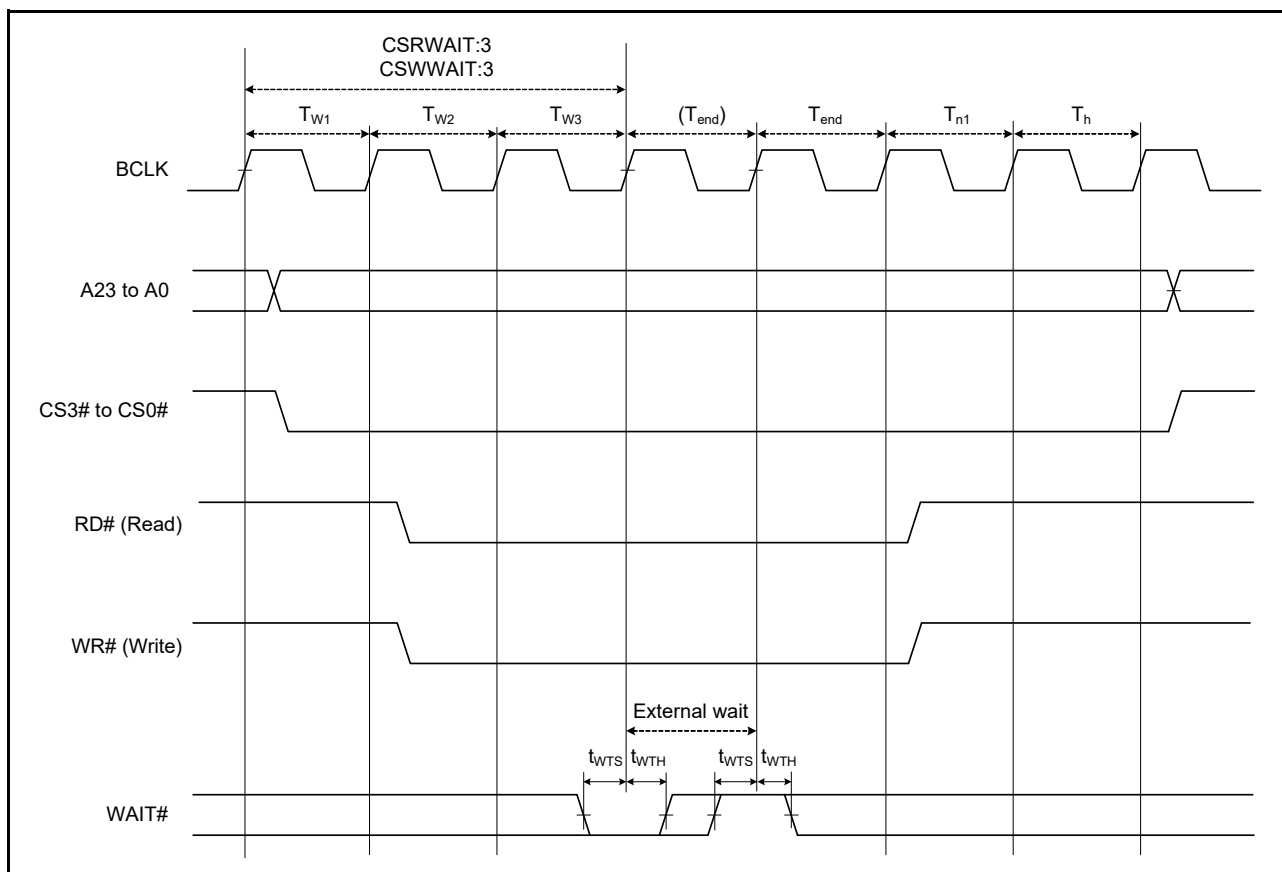 CSRWAIT:3
CSWWAIT:3
TW1 TW2 TW3 (Tend) Tend Tn1 Th
BCLK
A23 to A0
CS3# to CS0#
RD# (Read)
WR# (Write)
External wait
tWTS tWTH tWTS tWTH
WAIT#